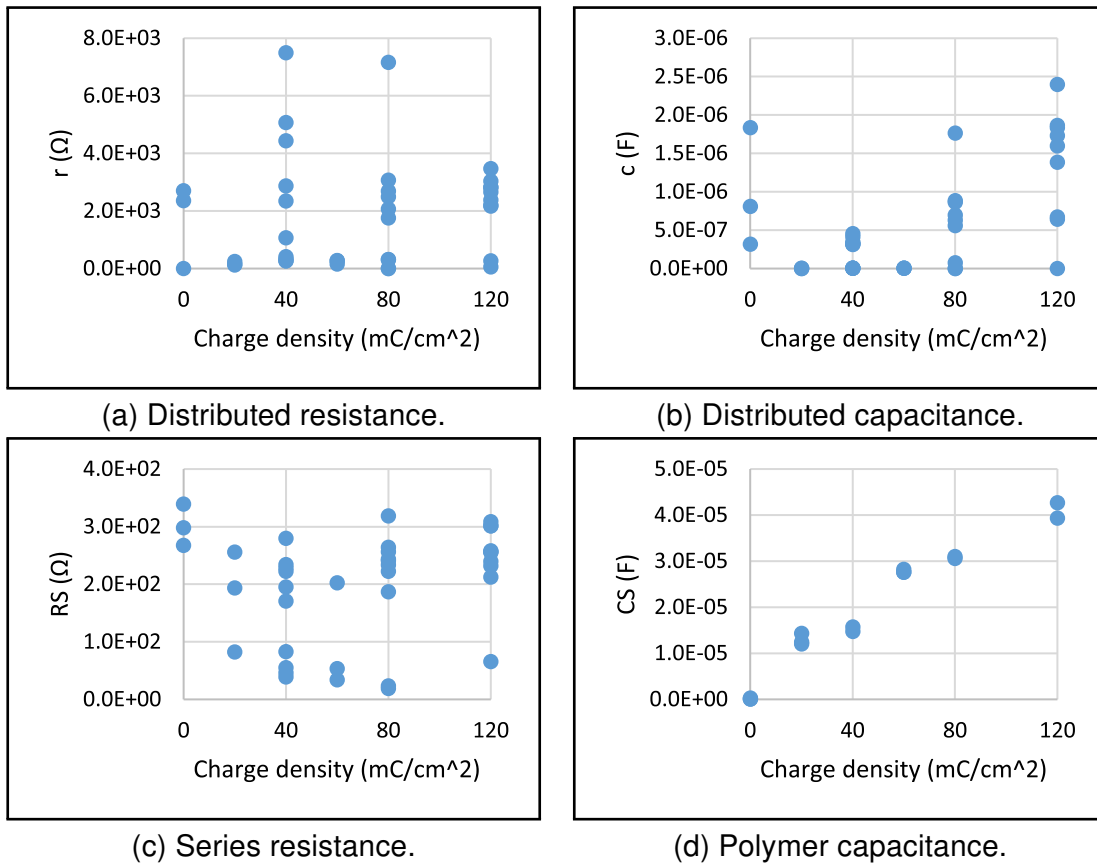 8.0E+03
6.0E+03
4.0E+03
2.0E+03
0.0E+00
r (Ω)
0 40 80 120
Charge density (mC/cm^2)
(a) Distributed resistance.
3.0E-06
2.5E-06
2.0E-06
1.5E-06
1.0E-06
5.0E-07
0.0E+00
c (F)
0 40 80 120
Charge density (mC/cm^2)
(b) Distributed capacitance.
4.0E+02
3.0E+02
2.0E+02
1.0E+02
0.0E+00
RS (Ω)
0 40 80 120
Charge density (mC/cm^2)
(c) Series resistance.
5.0E-05
4.0E-05
3.0E-05
2.0E-05
1.0E-05
0.0E+00
CS (F)
0 40 80 120
Charge density (mC/cm^2)
(d) Polymer capacitance.